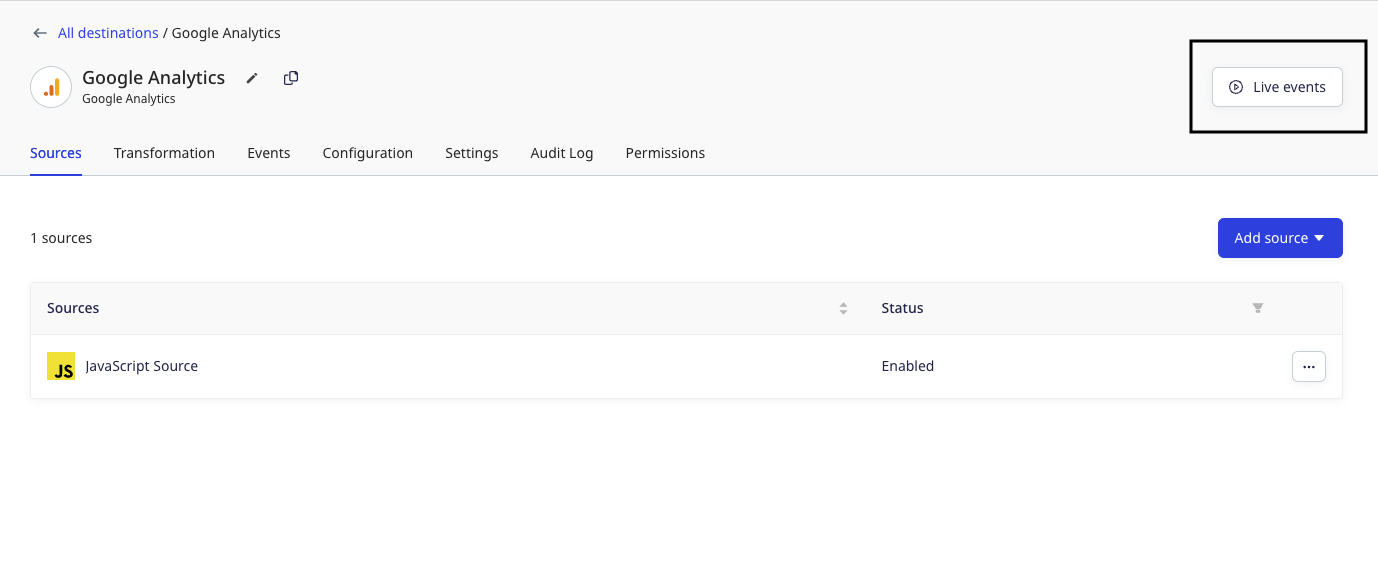 All destinations / Google Analytics
Google Analytics
Google Analytics
Live events
Sources Transformation Events Configuration Settings Audit Log Permissions
1 sources
Add source
Sources Status
JS JavaScript Source Enabled